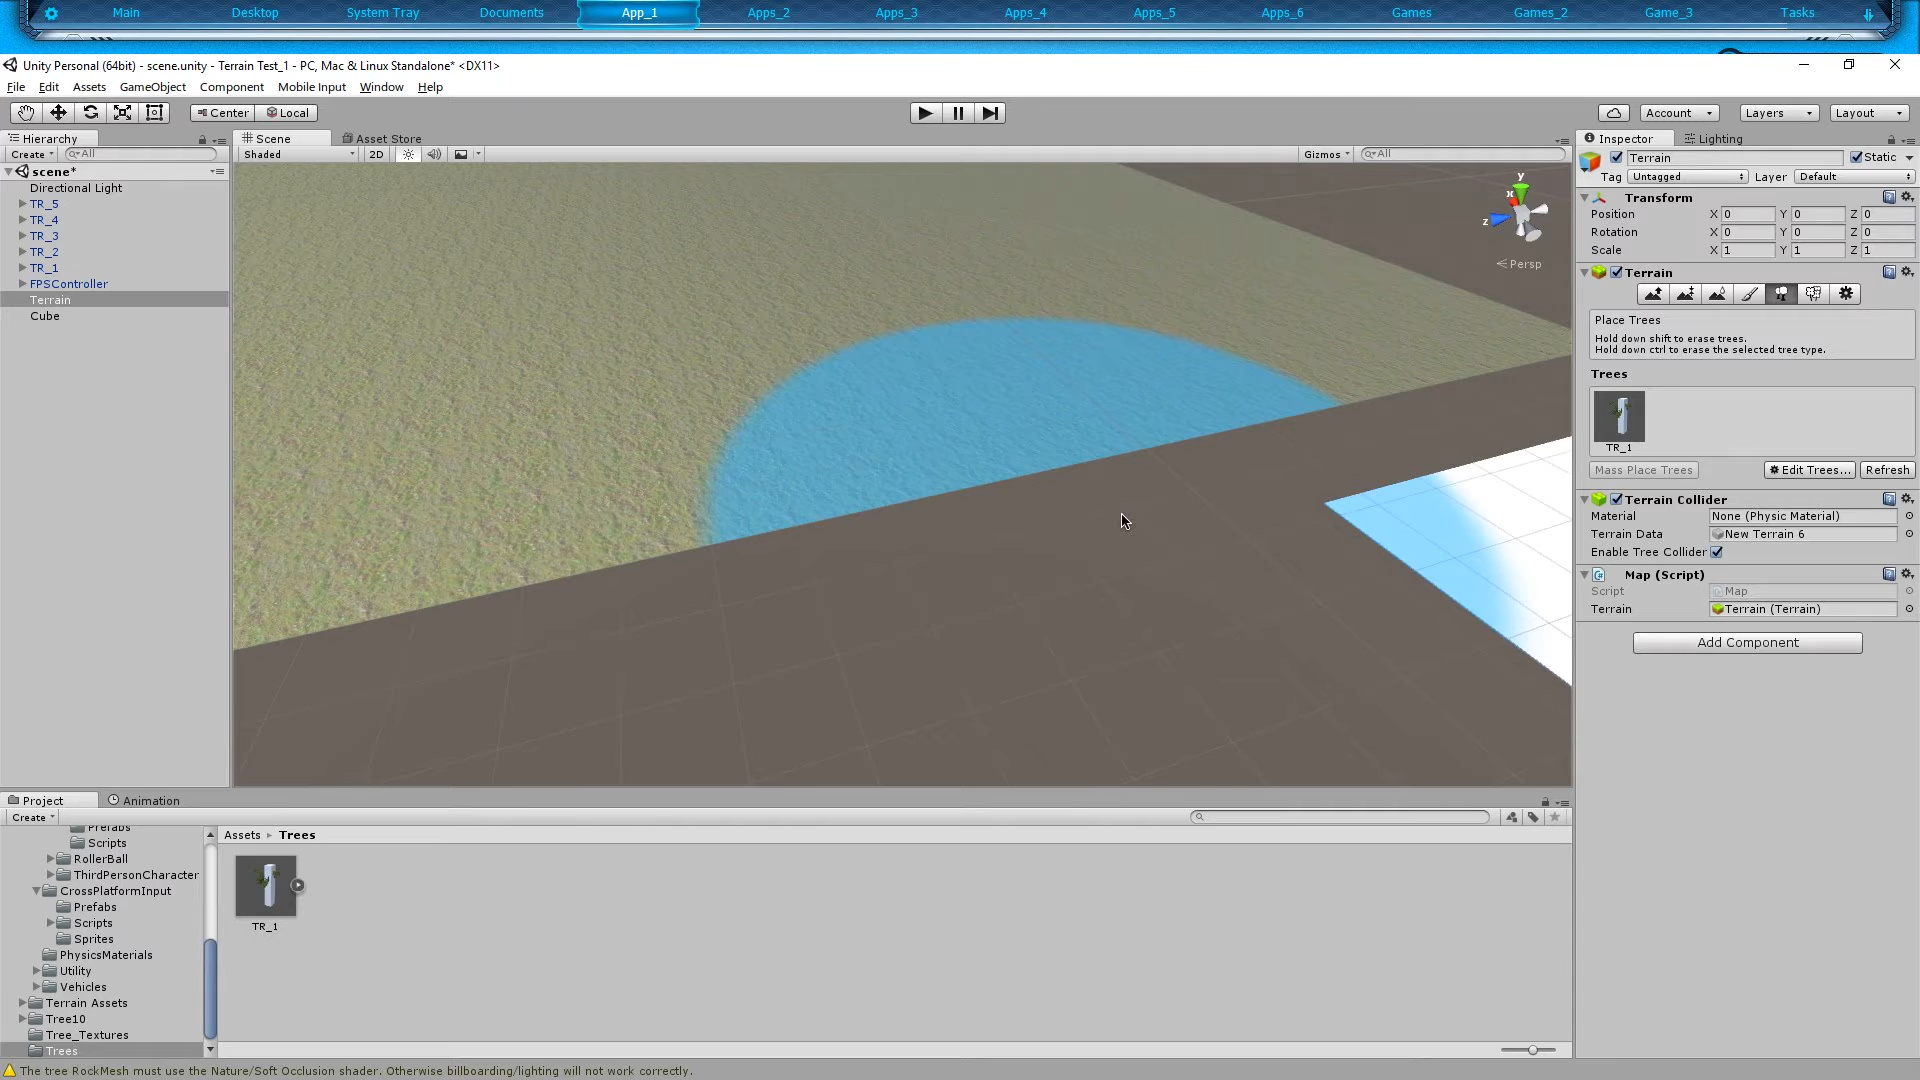 Main Desktop System Tray Documents App_1 Apps_2 Apps_3 Apps_4 Apps_5 Apps_6 Games Games_2 Game_3 Tasks
Unity Personal (64bit) - scene.unity - Terrain Test_1 - PC, Mac & Linux Standalone* <DX11>
File Edit Assets GameObject Component Mobile Input Window Help
Center Local Account Layers Layout
Hierarchy
Create All
scene*
Directional Light
TR_5
TR_4
TR_3
TR_2
TR_1
FPSController
Terrain
Cube
Scene Asset Store
Shaded 2D Gizmos All
y
x
z
Persp
Inspector Lighting
Terrain Static
Tag Untagged Layer Default
Transform
Position X 0 Y 0 Z 0
Rotation X 0 Y 0 Z 0
Scale X 1 Y 1 Z 1
Terrain
Place Trees
Hold down shift to erase trees.
Hold down ctrl to erase the selected tree type.
Trees
TR_1
Mass Place Trees Edit Trees... Refresh
Terrain Collider
Material None (Physic Material)
Terrain Data New Terrain 6
Enable Tree Collider
Map (Script)
Script Map
Terrain Terrain (Terrain)
Add Component
Project Animation
Create
Prefabs
Scripts
RollerBall
ThirdPersonCharacter
CrossPlatformInput
Prefabs
Scripts
Sprites
PhysicsMaterials
Utility
Vehicles
Terrain Assets
Tree10
Tree_Textures
Trees
Assets Trees
TR_1
The tree RockMesh must use the Nature/Soft Occlusion shader. Otherwise billboarding/lighting will not work correctly.